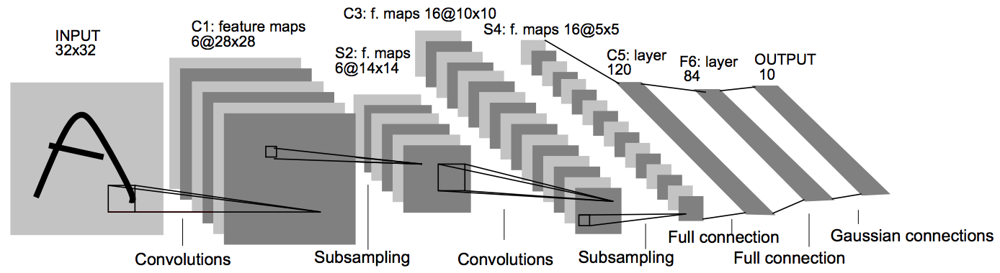 INPUT
32x32
C1: feature maps
6@28x28
S2: f. maps
6@14x14
C3: f. maps 16@10x10
S4: f. maps 16@5x5
C5: layer
120
F6: layer
84
OUTPUT
10
Convolutions
Subsampling
Convolutions
Subsampling
Full connection
Full connection
Gaussian connections